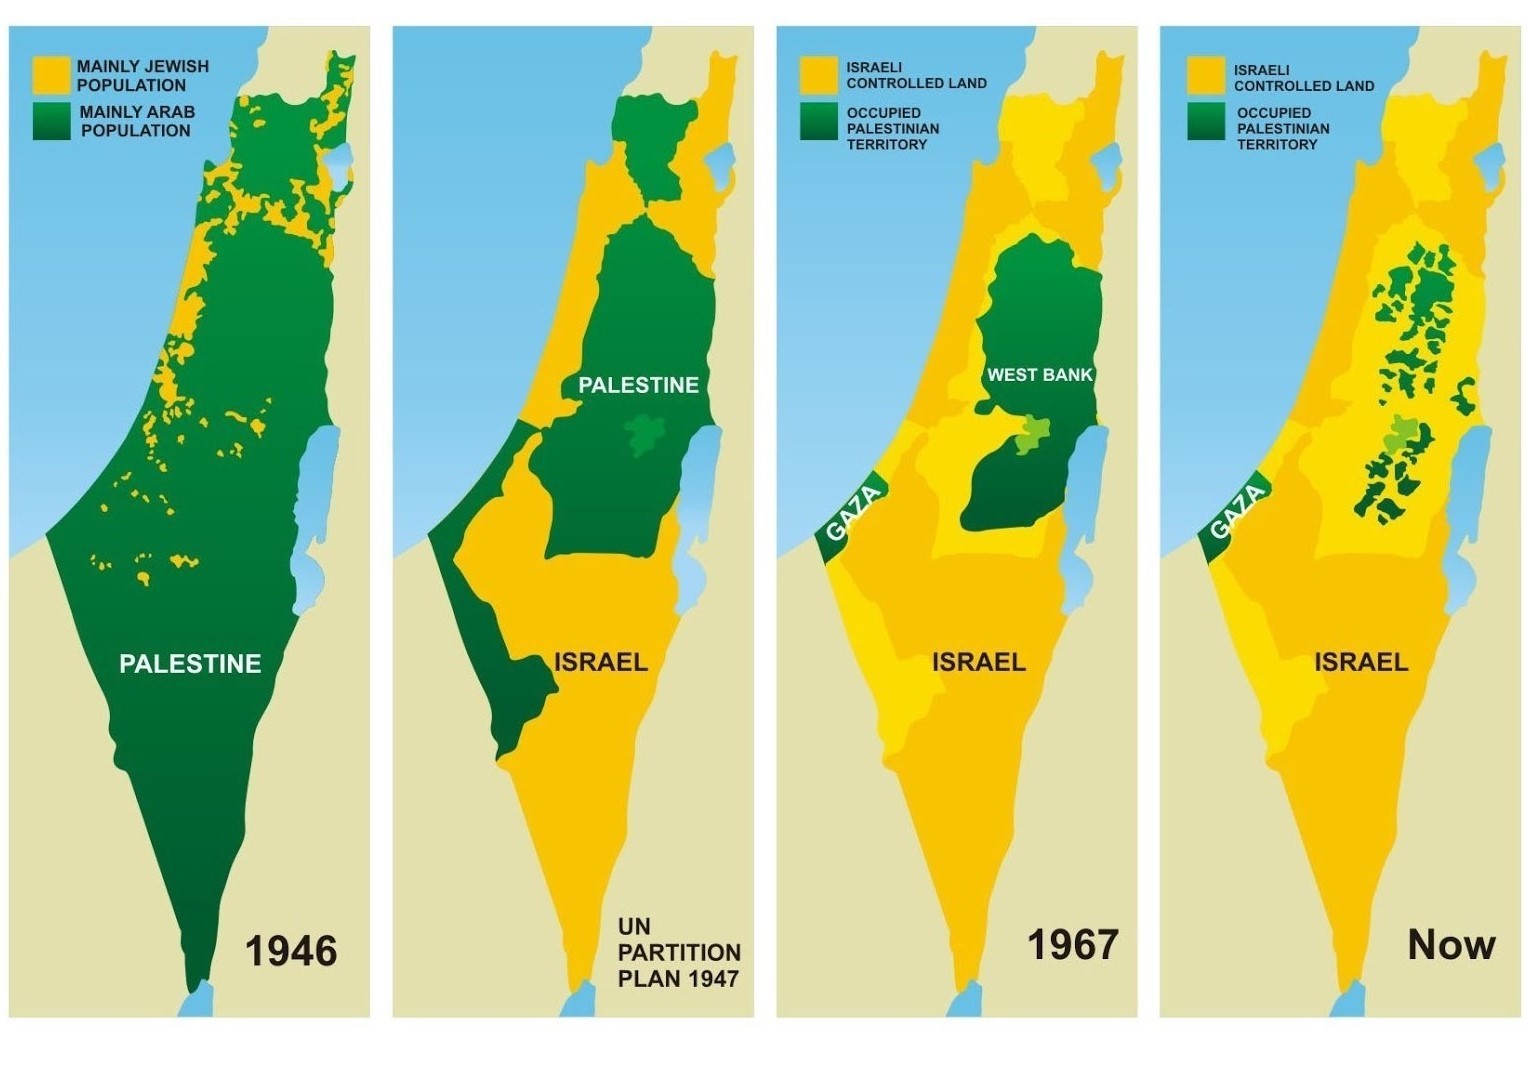 MAINLY JEWISH
POPULATION
MAINLY ARAB
POPULATION
PALESTINE
1946
PALESTINE
ISRAEL
UN
PARTITION
PLAN 1947
ISRAELI
CONTROLLED LAND
OCCUPIED
PALESTINIAN
TERRITORY
WEST BANK
GAZA
ISRAEL
1967
ISRAELI
CONTROLLED LAND
OCCUPIED
PALESTINIAN
TERRITORY
GAZA
ISRAEL
Now